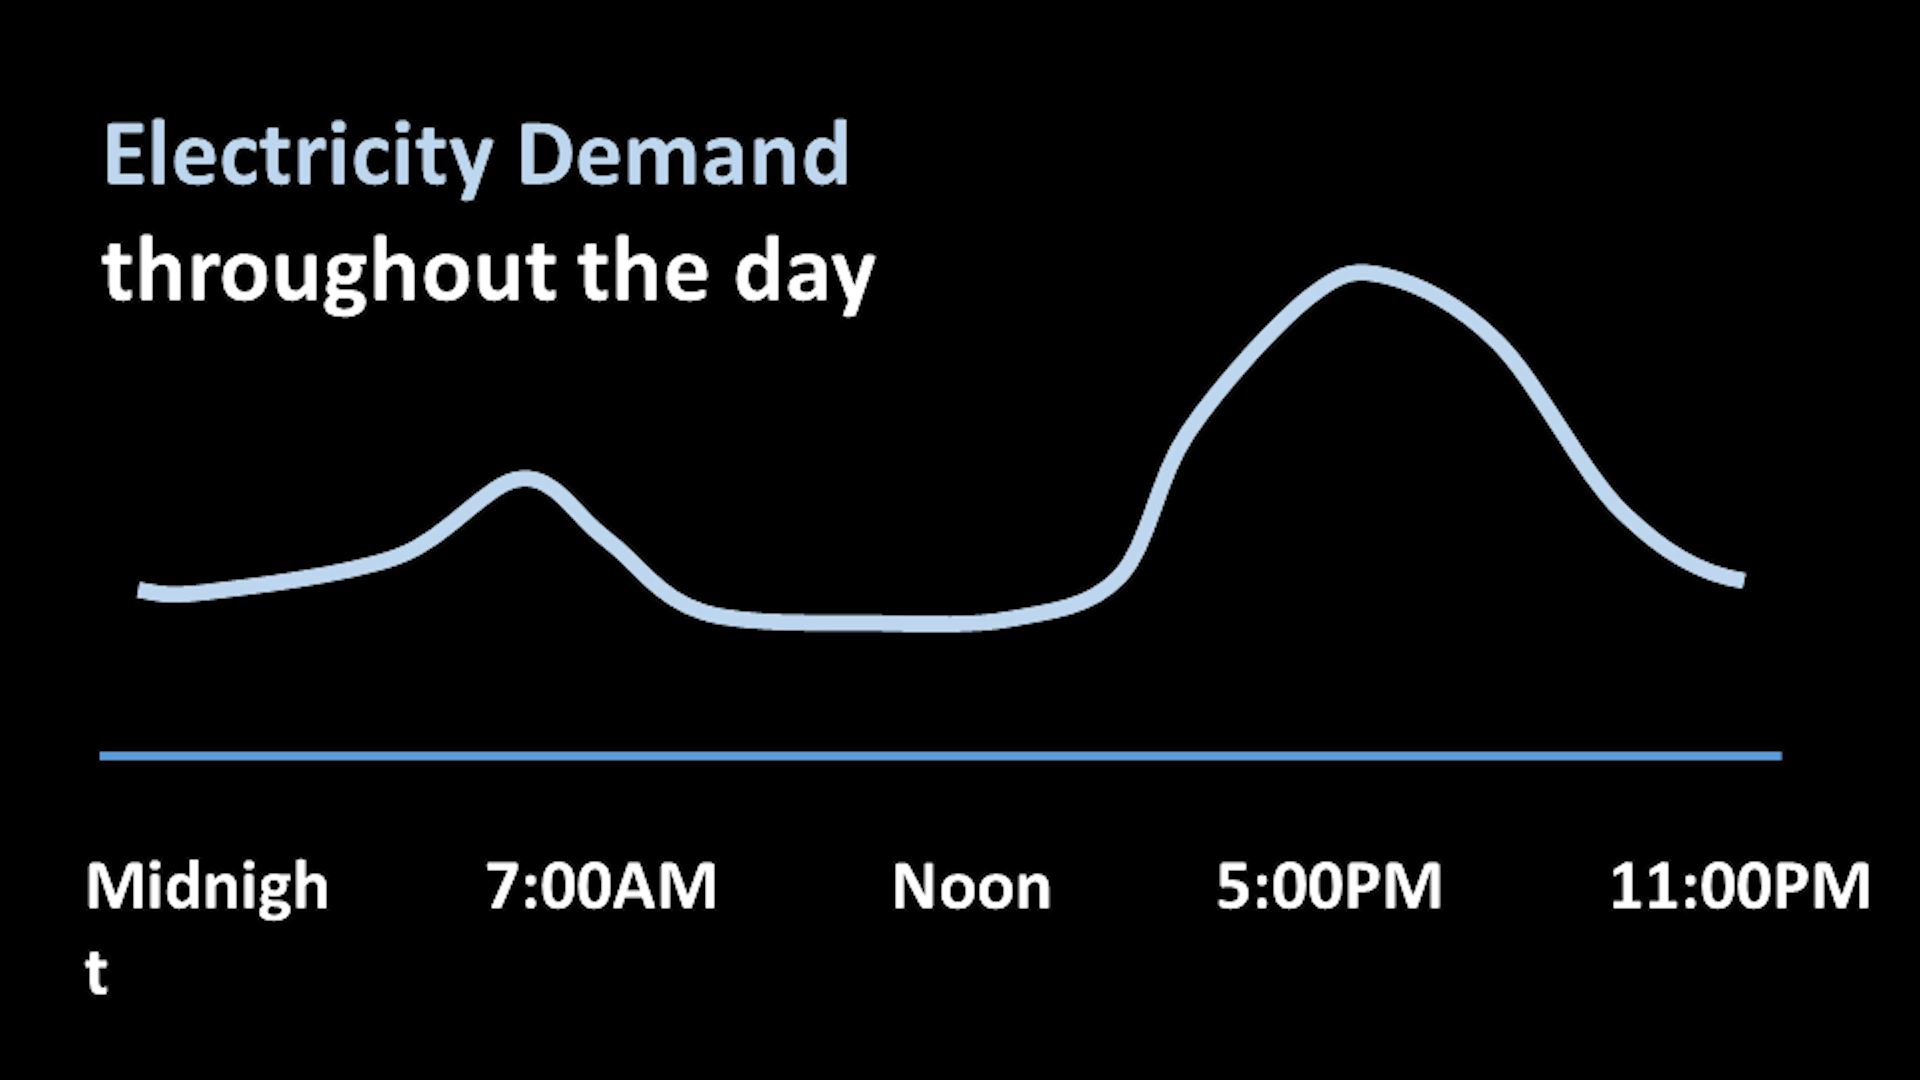 Electricity Demand
throughout the day
Midnigh
t
7:00AM
Noon
5:00PM
11:00PM